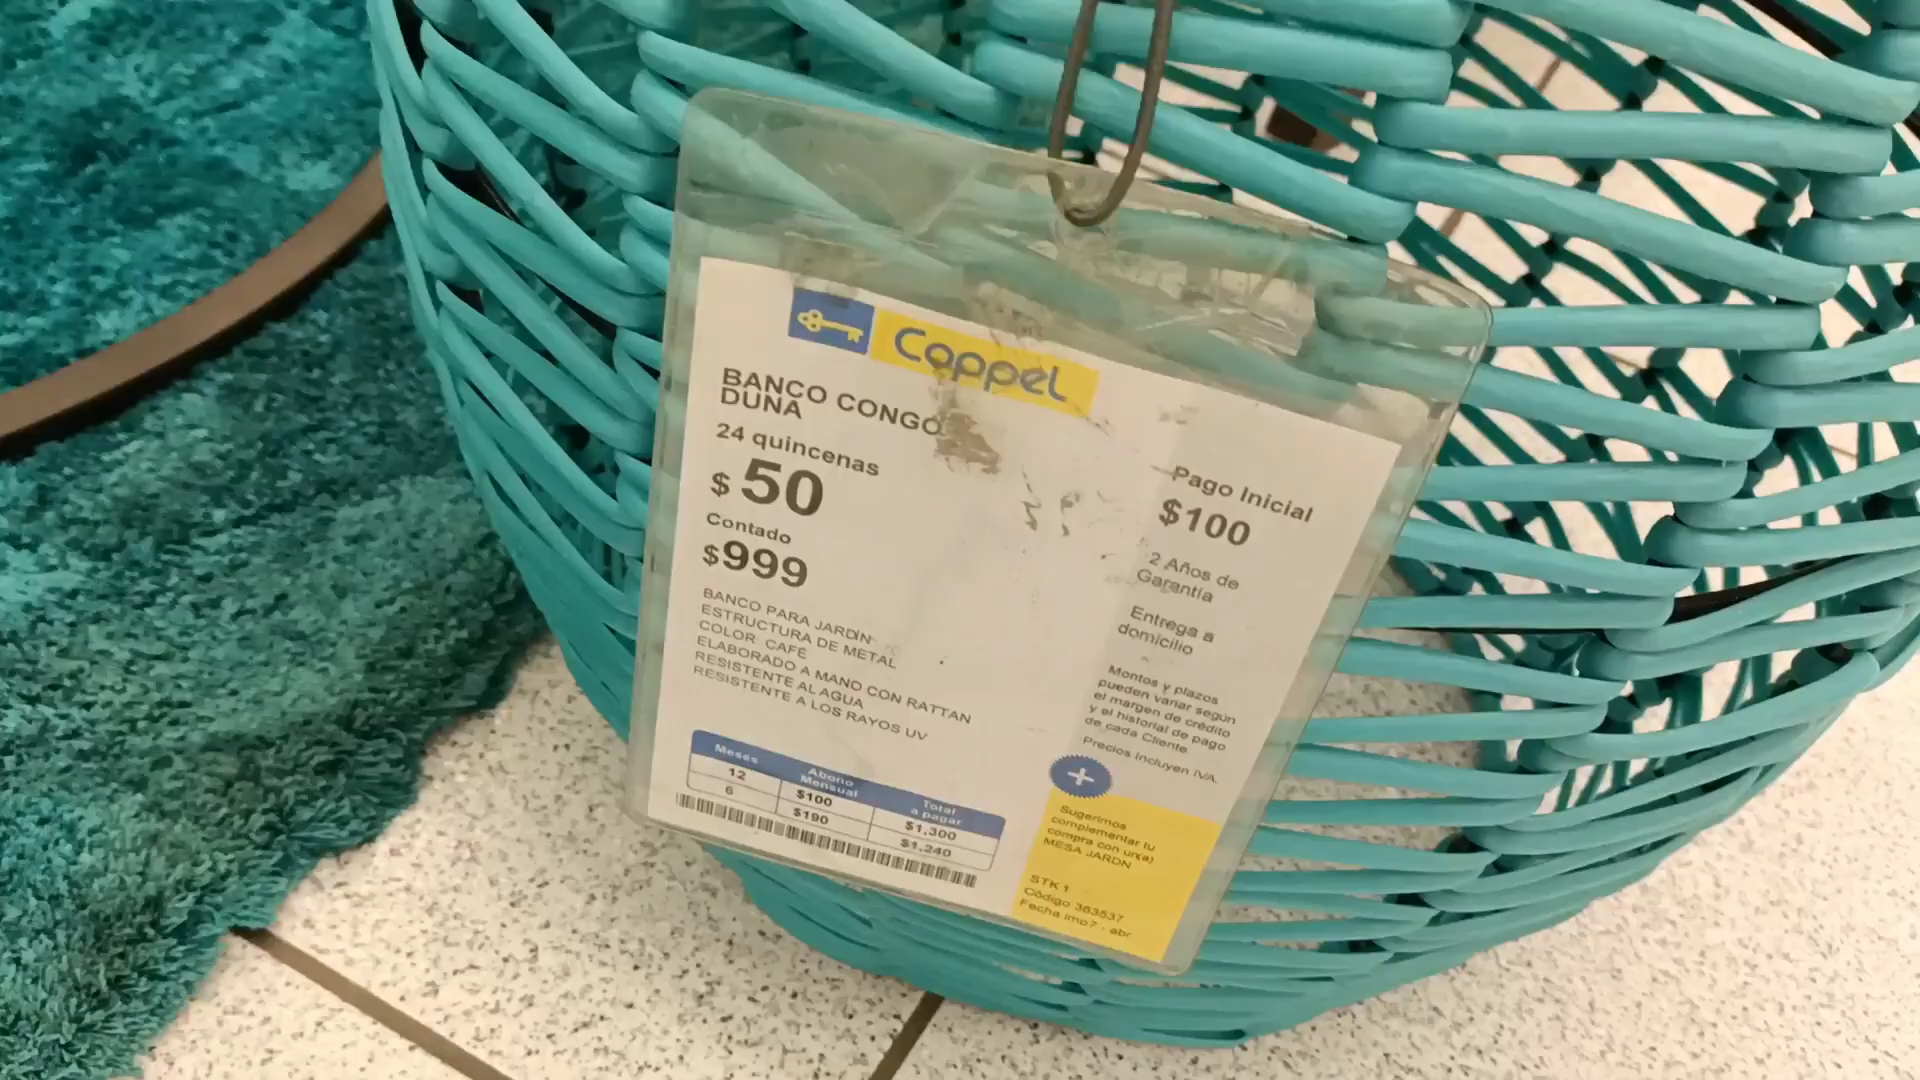 Coppel
BANCO CONGO
DUNA
24 quincenas
$ 50
Contado
$999
BANCO PARA JARDIN
ESTRUCTURA DE METAL
COLOR CAFE
ELABORADO A MANO CON RATTAN
RESISTENTE AL AGUA
RESISTENTE A LOS RAYOS UV
Meses Abono Mensual Total a pagar
12 $100 $1,300
6 $190 $1,240
Pago Inicial
$100
2 Años de
Garantía
Entrega a
domicilio
Montos y plazos
pueden variar según
el margen de crédito
y el historial de pago
de cada Cliente
Precios Incluyen IVA.
+
Sugerimos
complementar tu
compra con un(a)
MESA JARDN
STK 1
Código 363537
Fecha imo7 - abr